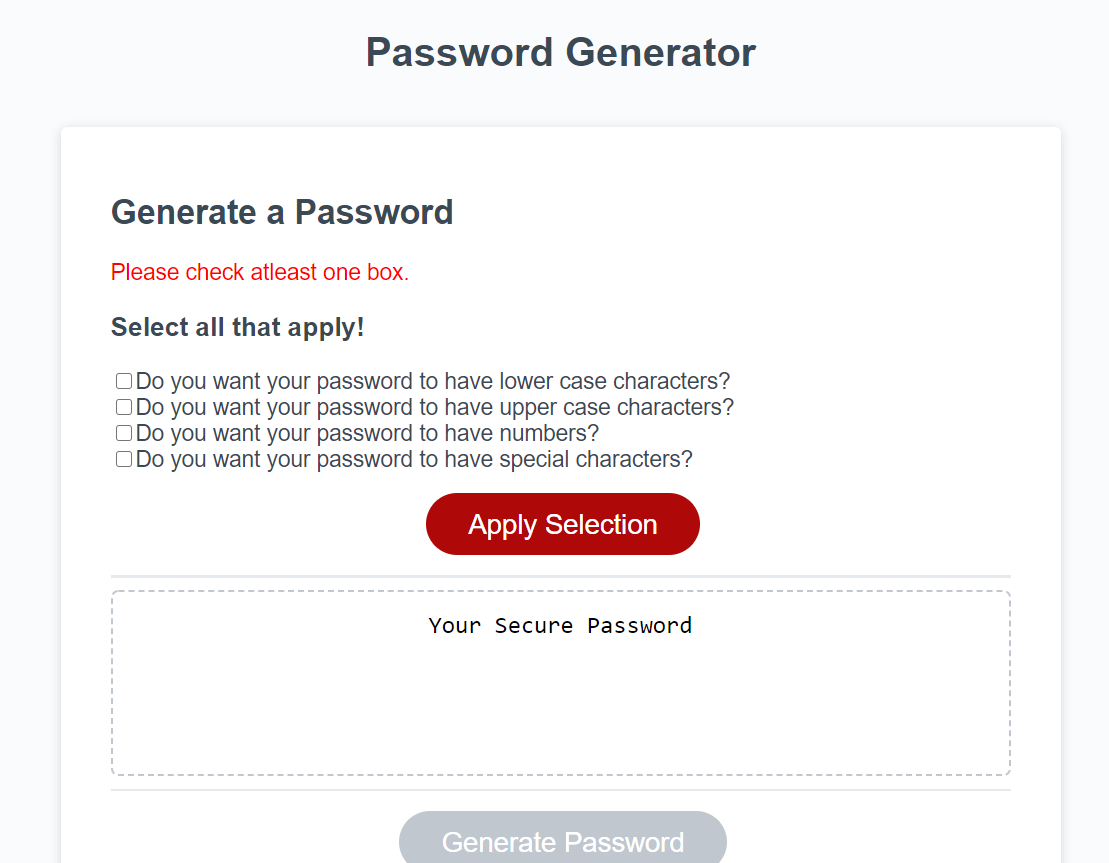 Password Generator
Generate a Password
Please check atleast one box.
Select all that apply!
Do you want your password to have lower case characters?
Do you want your password to have upper case characters?
Do you want your password to have numbers?
Do you want your password to have special characters?
Apply Selection
Your Secure Password
Generate Password